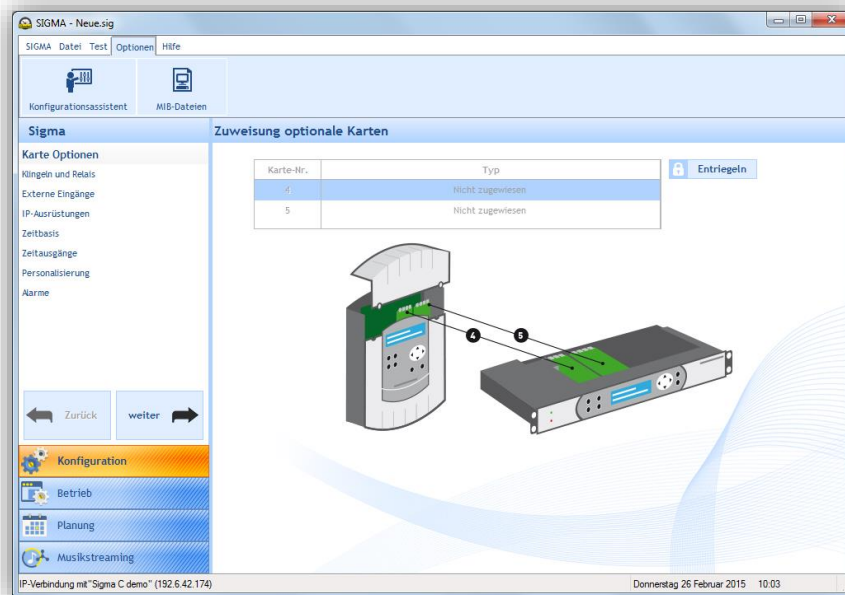 SIGMA - Neue.sig
SIGMA Datei Test Optionen Hilfe
Konfigurationsassistent MIB-Dateien
Sigma
Zuweisung optionale Karten
Karte Optionen
Klingeln und Relais
Externe Eingänge
IP-Ausrüstungen
Zeitbasis
Zeitausgänge
Personalisierung
Alarme
Karte-Nr. Typ
4 Nicht zugewiesen
5 Nicht zugewiesen
Entriegeln
4 5
Zurück weiter
Konfiguration
Betrieb
Planung
Musikstreaming
IP-Verbindung mit"Sigma C demo" (192.6.42.174) Donnerstag 26 Februar 2015 10:03